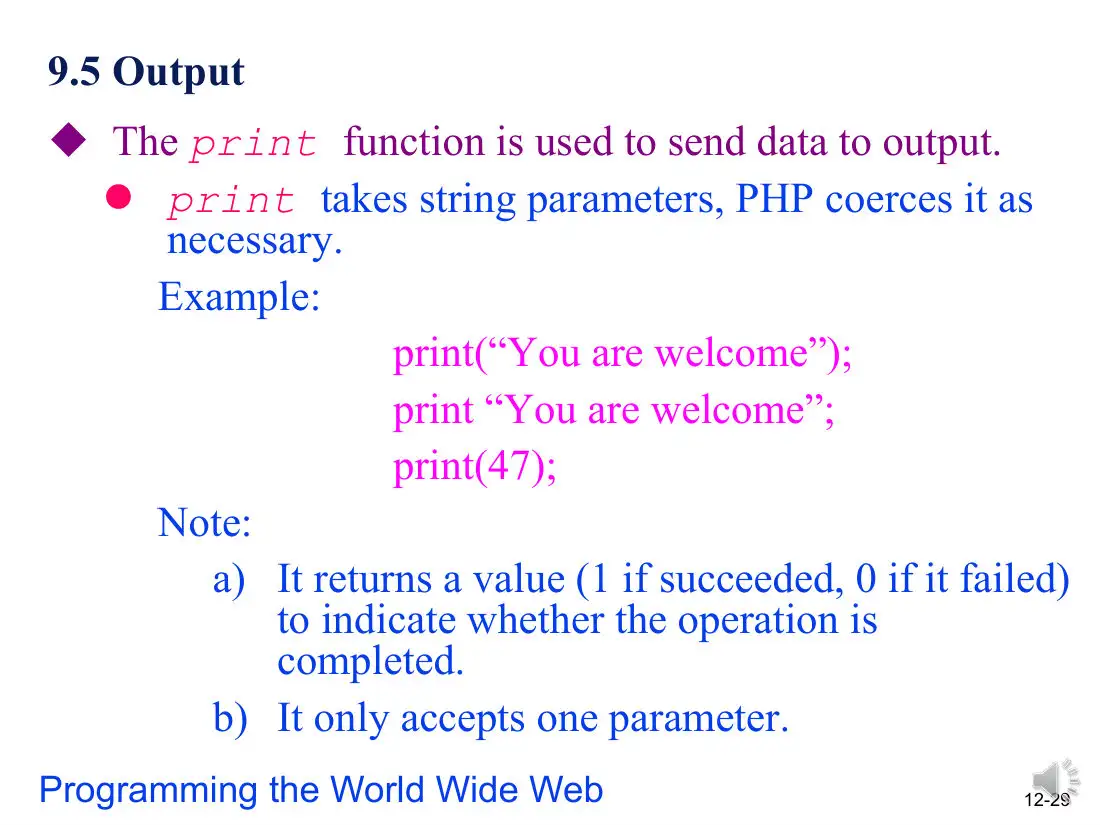 9.5 Output
◆ The print function is used to send data to output.
● print takes string parameters, PHP coerces it as
necessary.
Example:
print(“You are welcome”);
print “You are welcome”;
print(47);
Note:
a) It returns a value (1 if succeeded, 0 if it failed)
to indicate whether the operation is
completed.
b) It only accepts one parameter.
Programming the World Wide Web
12-29